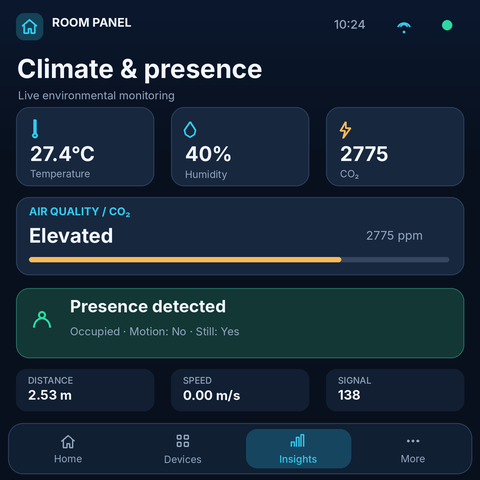 ROOM PANEL
10:24
Climate & presence
Live environmental monitoring
27.4°C
Temperature
40%
Humidity
2775
CO₂
AIR QUALITY / CO₂
Elevated
2775 ppm
Presence detected
Occupied · Motion: No · Still: Yes
DISTANCE
2.53 m
SPEED
0.00 m/s
SIGNAL
138
Home
Devices
Insights
More